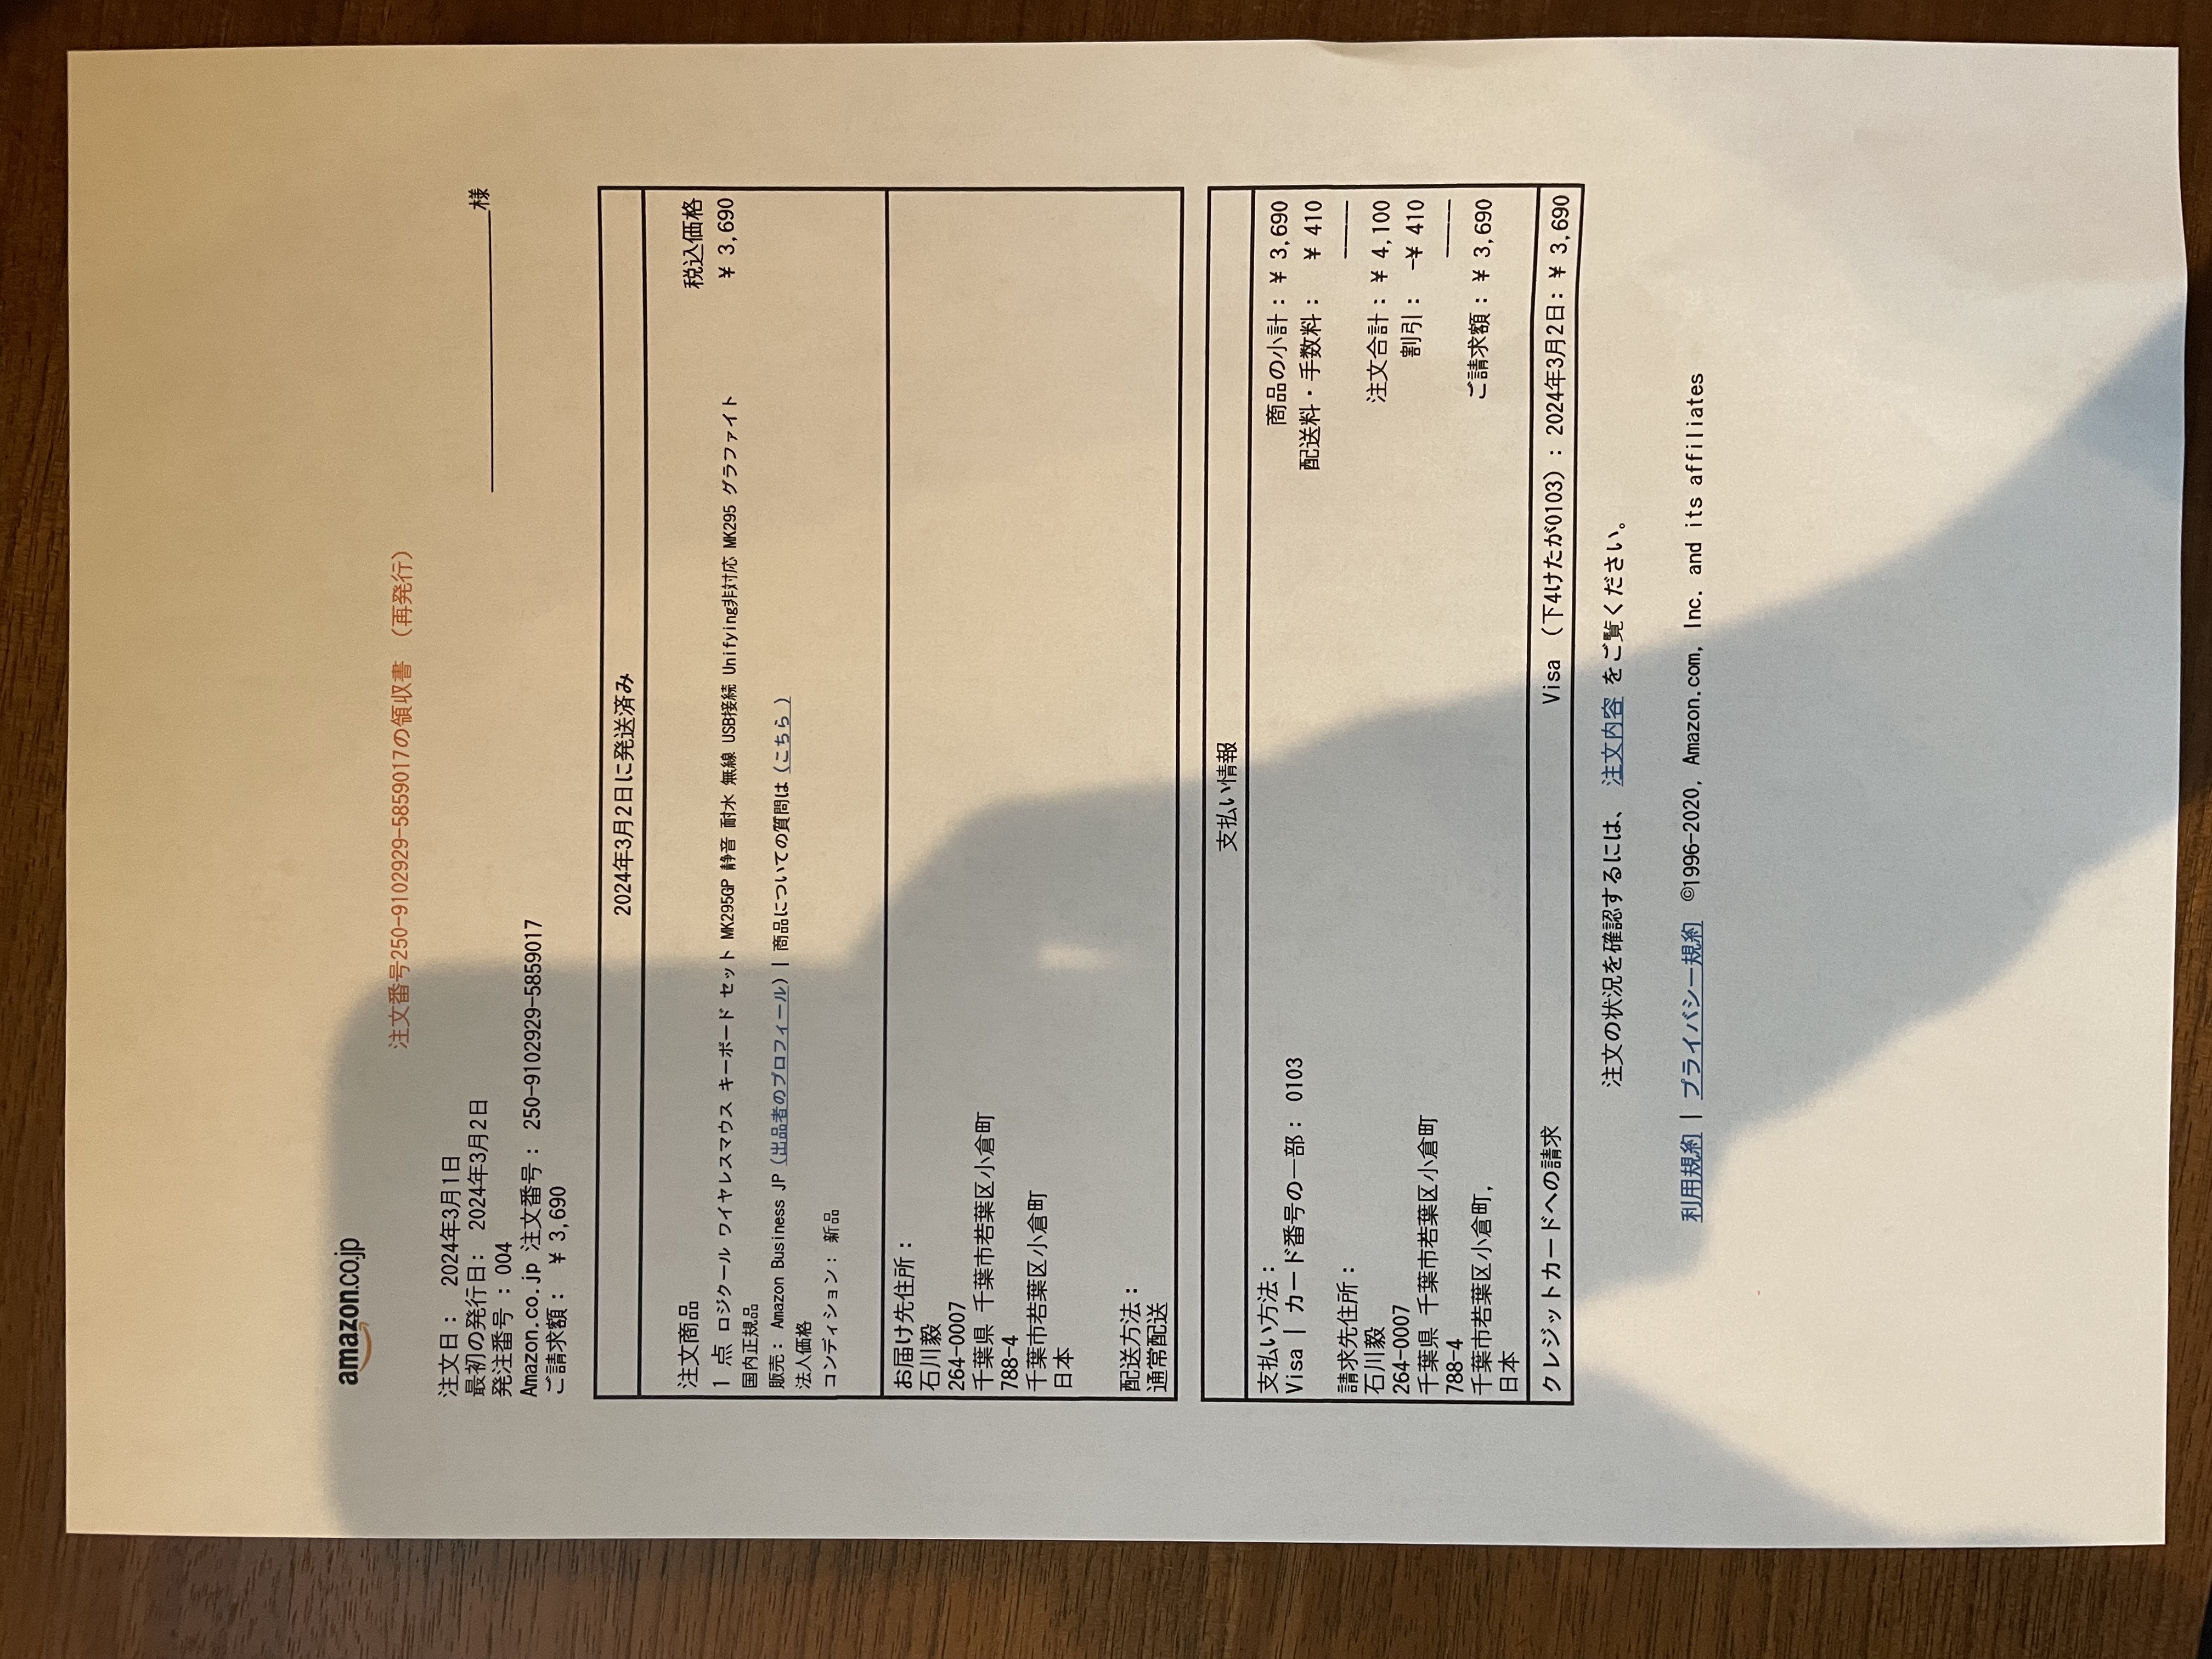 amazon.co.jp
注文番号250-9102929-5859017の領収書 （再発行）
注文日： 2024年3月1日
最初の発行日： 2024年3月2日
発注番号 ：004
Amazon.co.jp 注文番号： 250-9102929-5859017
ご請求額： ￥ 3,690
様
2024年3月2日に発送済み
注文商品 税込価格
1 点 ロジクール ワイヤレスマウス キーボード セット MK295GP 静音 耐水 無線 USB接続 Unifying非対応 MK295 グラファイト ￥ 3,690
国内正規品
販売： Amazon Business JP (出品者のプロフィール) | 商品についての質問は (こちら )
法人価格
コンディション： 新品
お届け先住所：
石川毅
264-0007
千葉県 千葉市若葉区小倉町
788-4
千葉市若葉区小倉町
日本
配送方法：
通常配送
支払い情報
支払い方法：
Visa | カード番号の一部： 0103
請求先住所：
石川毅
264-0007
千葉県 千葉市若葉区小倉町
788-4
千葉市若葉区小倉町,
日本
商品の小計：￥ 3,690
配送料・手数料： ￥ 410
-----
注文合計：￥ 4,100
割引： -￥ 410
-----
ご請求額：￥ 3,690
クレジットカードへの請求 Visa （下4けたが0103）: 2024年3月2日: ￥ 3,690
注文の状況を確認するには、 注文内容 をご覧ください。
利用規約 | プライバシー規約 ©1996-2020, Amazon.com, Inc. and its affiliates